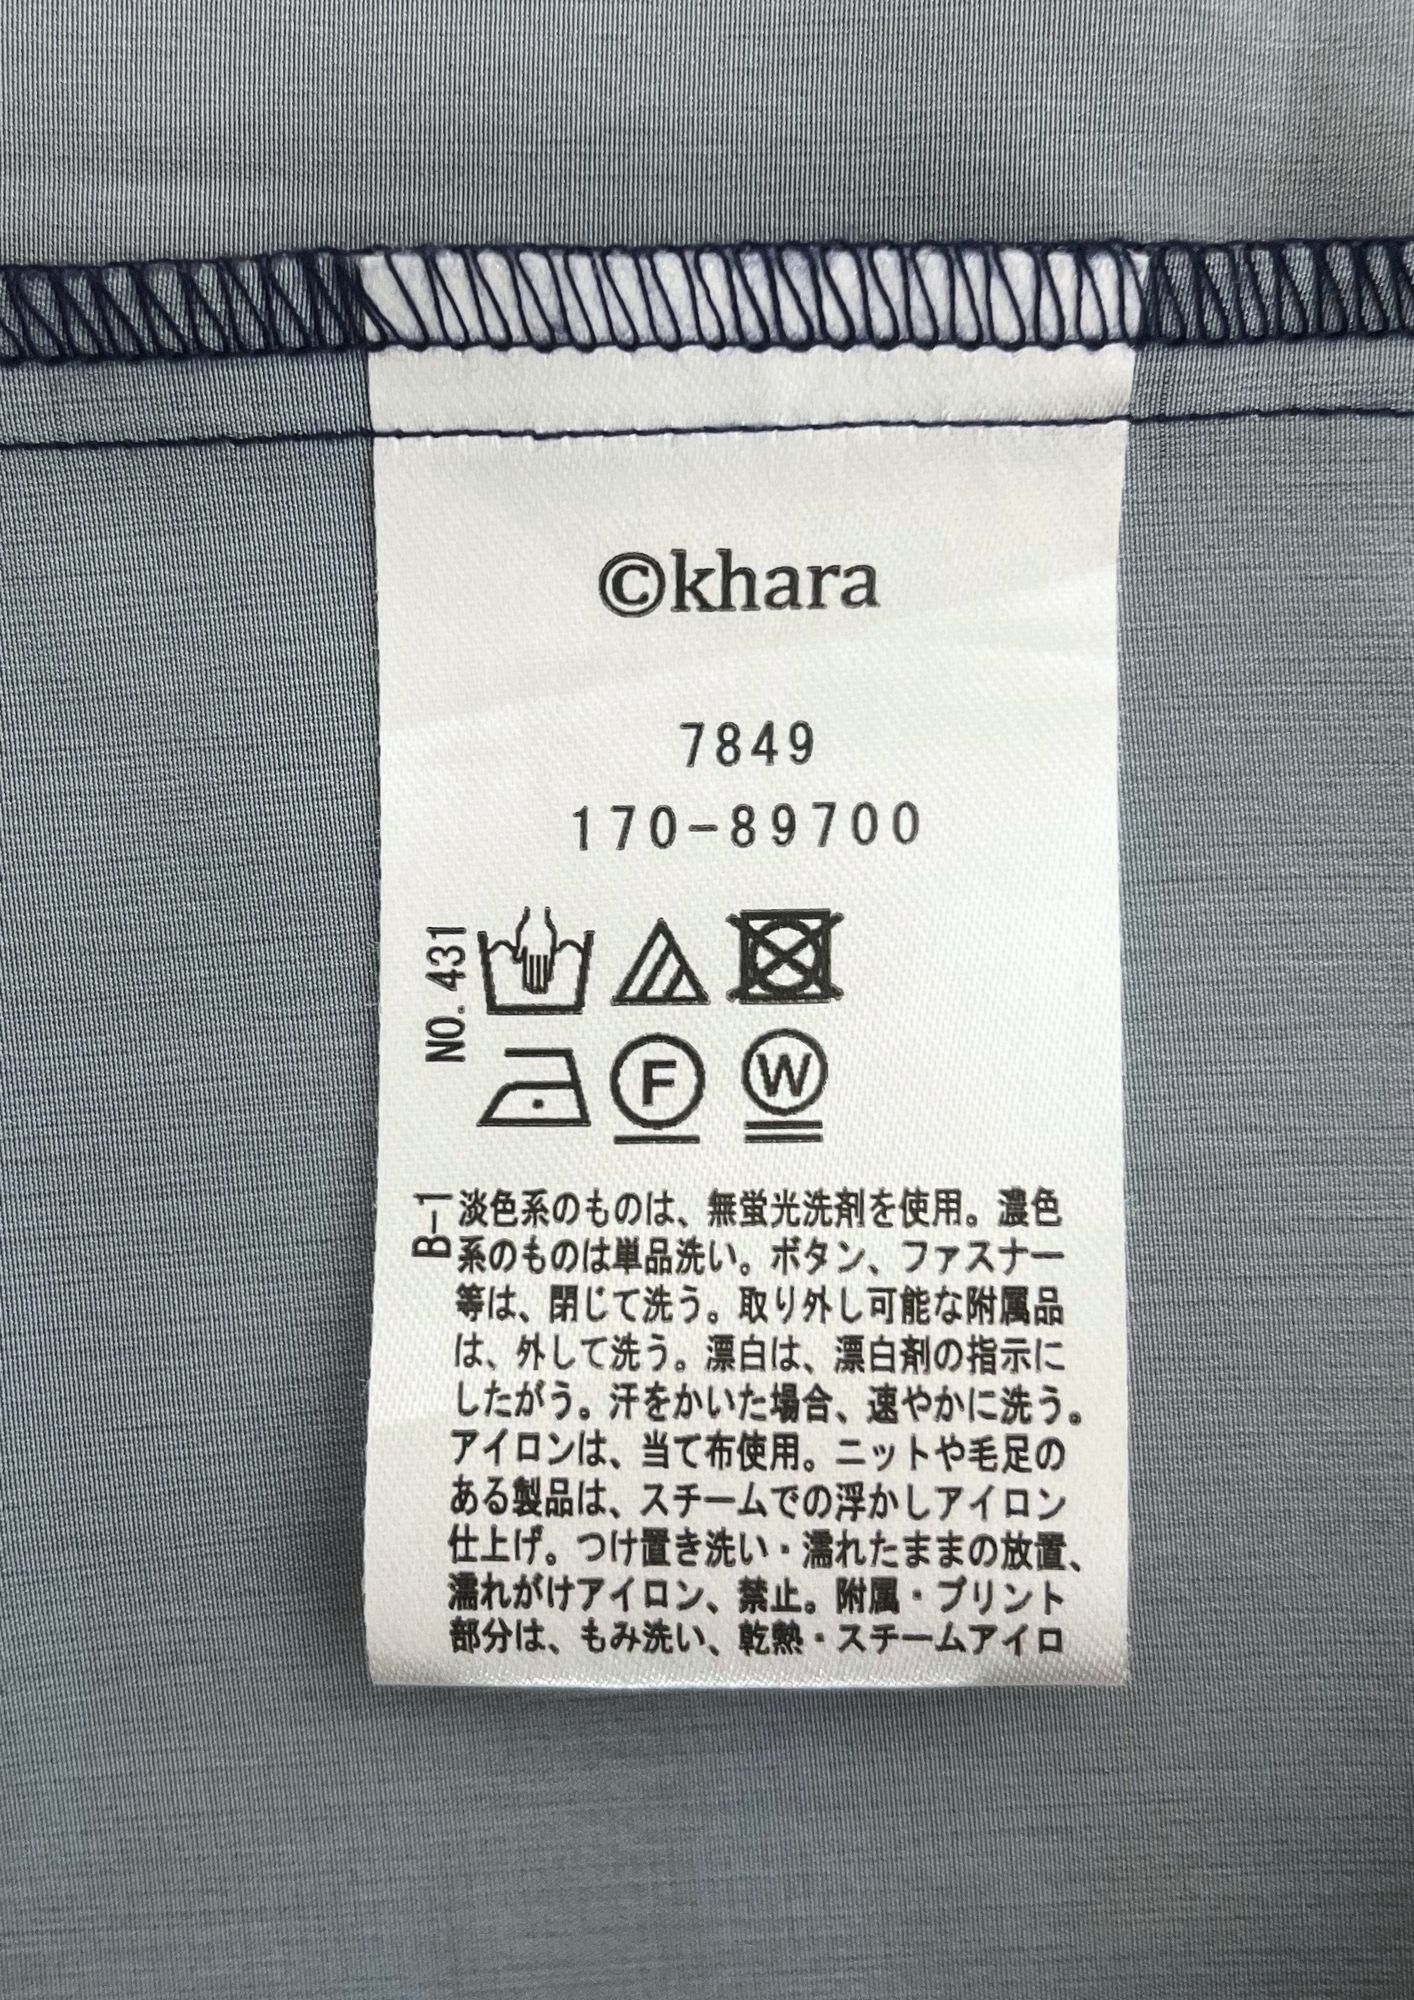 ©khara
7849
170-89700
NO. 431
F
W
B-1
淡色系のものは、無蛍光洗剤を使用。濃色
系のものは単品洗い。ボタン、ファスナー
等は、閉じて洗う。取り外し可能な附属品
は、外して洗う。漂白は、漂白剤の指示に
したがう。汗をかいた場合、速やかに洗う。
アイロンは、当て布使用。ニットや毛足の
ある製品は、スチームでの浮かしアイロン
仕上げ。つけ置き洗い・濡れたままの放置、
濡れがけアイロン、禁止。附属・プリント
部分は、もみ洗い、乾熱・スチームアイロ